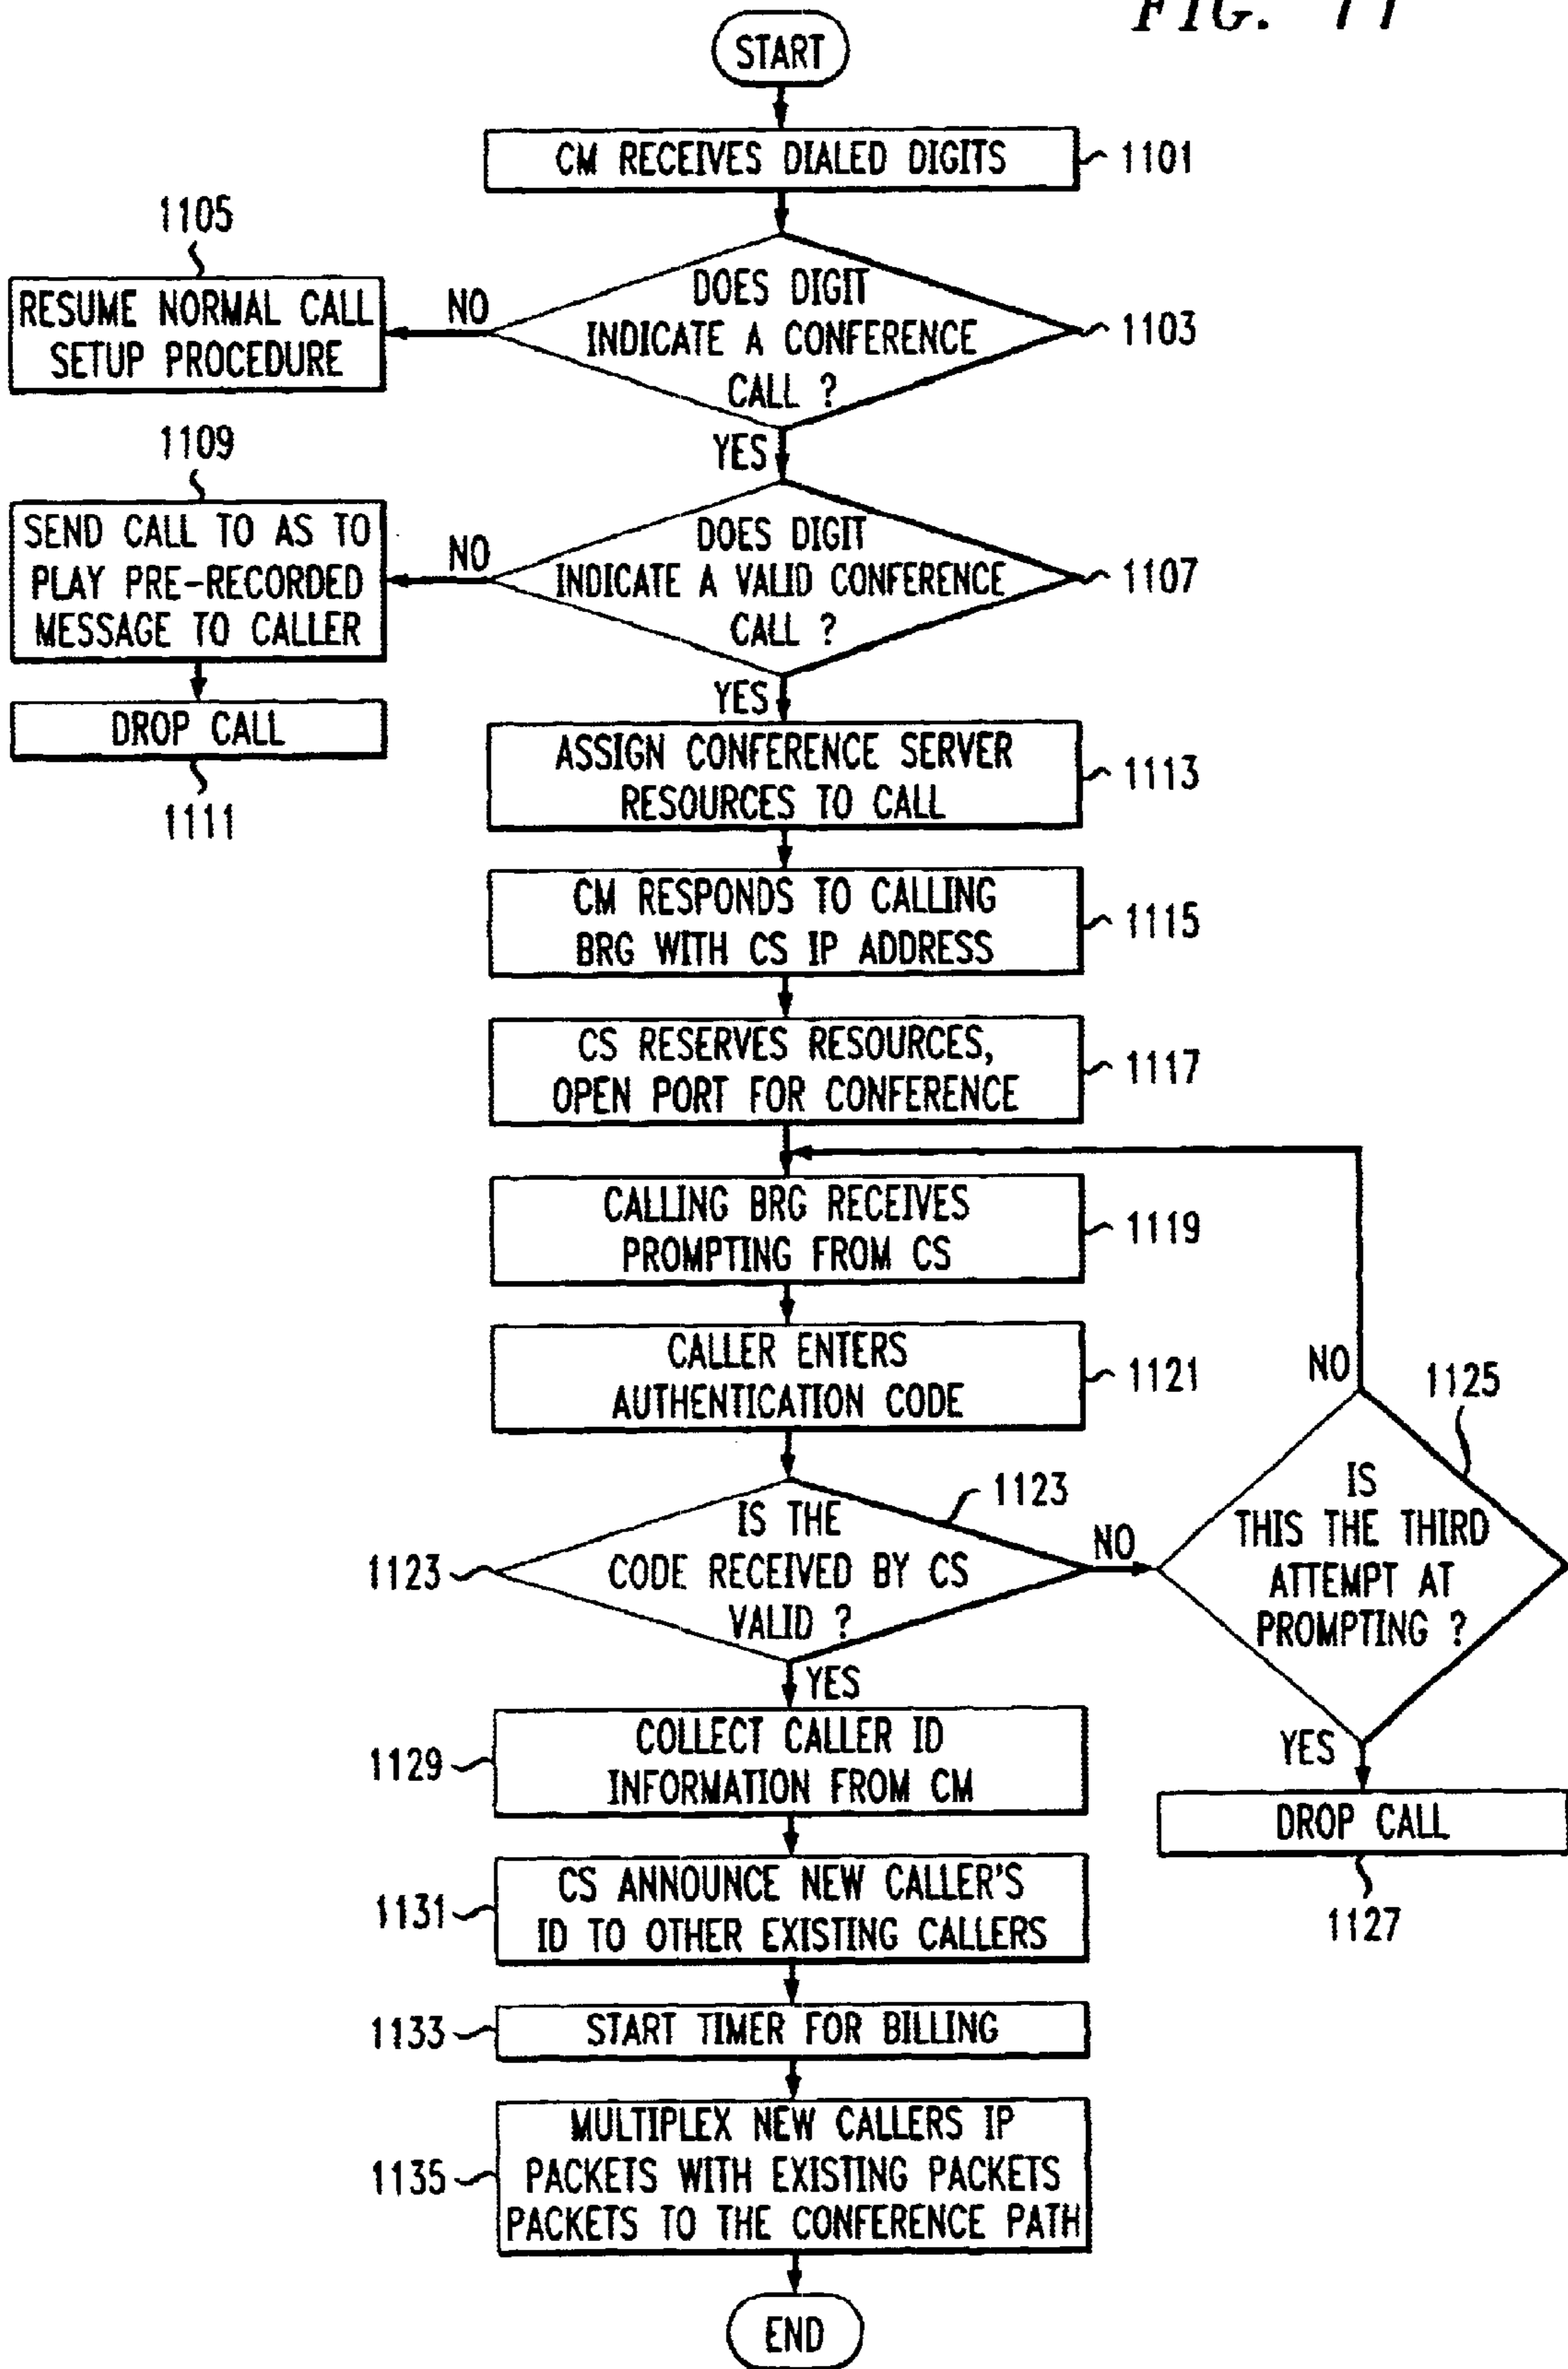 FIG. 11
START
CM RECEIVES DIALED DIGITS
1101
1105
RESUME NORMAL CALL
SETUP PROCEDURE
NO
DOES DIGIT
INDICATE A CONFERENCE
CALL ?
1103
YES
1109
SEND CALL TO AS TO
PLAY PRE-RECORDED
MESSAGE TO CALLER
NO
DOES DIGIT
INDICATE A VALID CONFERENCE
CALL ?
1107
YES
DROP CALL
1111
ASSIGN CONFERENCE SERVER
RESOURCES TO CALL
1113
CM RESPONDS TO CALLING
BRG WITH CS IP ADDRESS
1115
CS RESERVES RESOURCES,
OPEN PORT FOR CONFERENCE
1117
CALLING BRG RECEIVES
PROMPTING FROM CS
1119
CALLER ENTERS
AUTHENTICATION CODE
1121
NO
1125
IS
THIS THE THIRD
ATTEMPT AT
PROMPTING ?
1123
1123
IS THE
CODE RECEIVED BY CS
VALID ?
NO
YES
YES
COLLECT CALLER ID
INFORMATION FROM CM
1129
DROP CALL
1127
CS ANNOUNCE NEW CALLER'S
ID TO OTHER EXISTING CALLERS
1131
START TIMER FOR BILLING
1133
MULTIPLEX NEW CALLERS IP
PACKETS WITH EXISTING PACKETS
PACKETS TO THE CONFERENCE PATH
1135
END